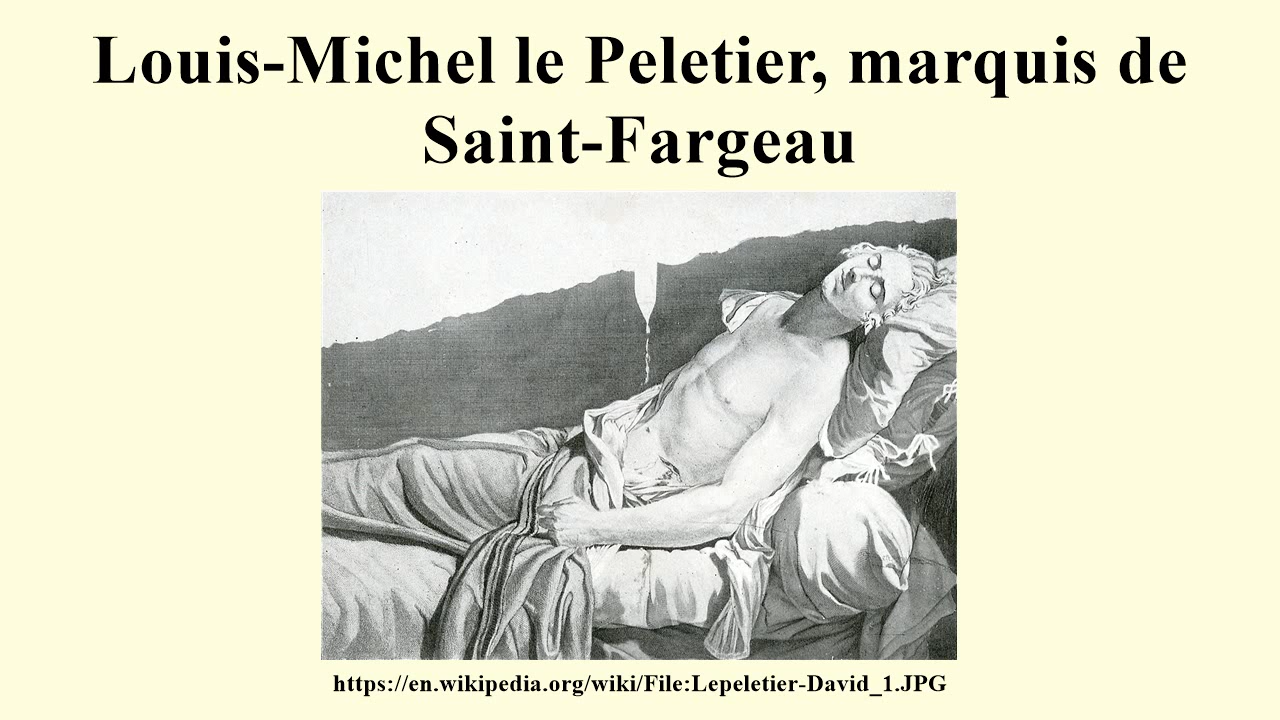 Louis-Michel le Peletier, marquis de
Saint-Fargeau
https://en.wikipedia.org/wiki/File:Lepeletier-David_1.JPG